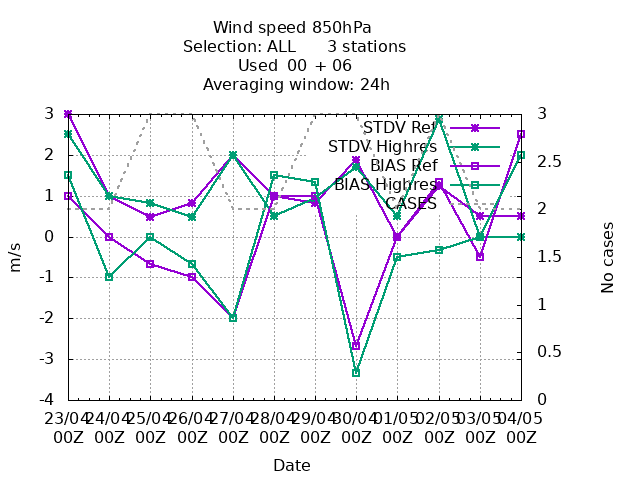 Wind speed 850hPa
Selection: ALL 3 stations
Used 00 + 06
Averaging window: 24h
STDV Ref
STDV Highres
BIAS Ref
BIAS Highres
CASES
3
2
1
0
-1
-2
-3
-4
m/s
3
2.5
2
1.5
1
0.5
0
No cases
23/04 24/04 25/04 26/04 27/04 28/04 29/04 30/04 01/05 02/05 03/05 04/05
00Z 00Z 00Z 00Z 00Z 00Z 00Z 00Z 00Z 00Z 00Z 00Z
Date